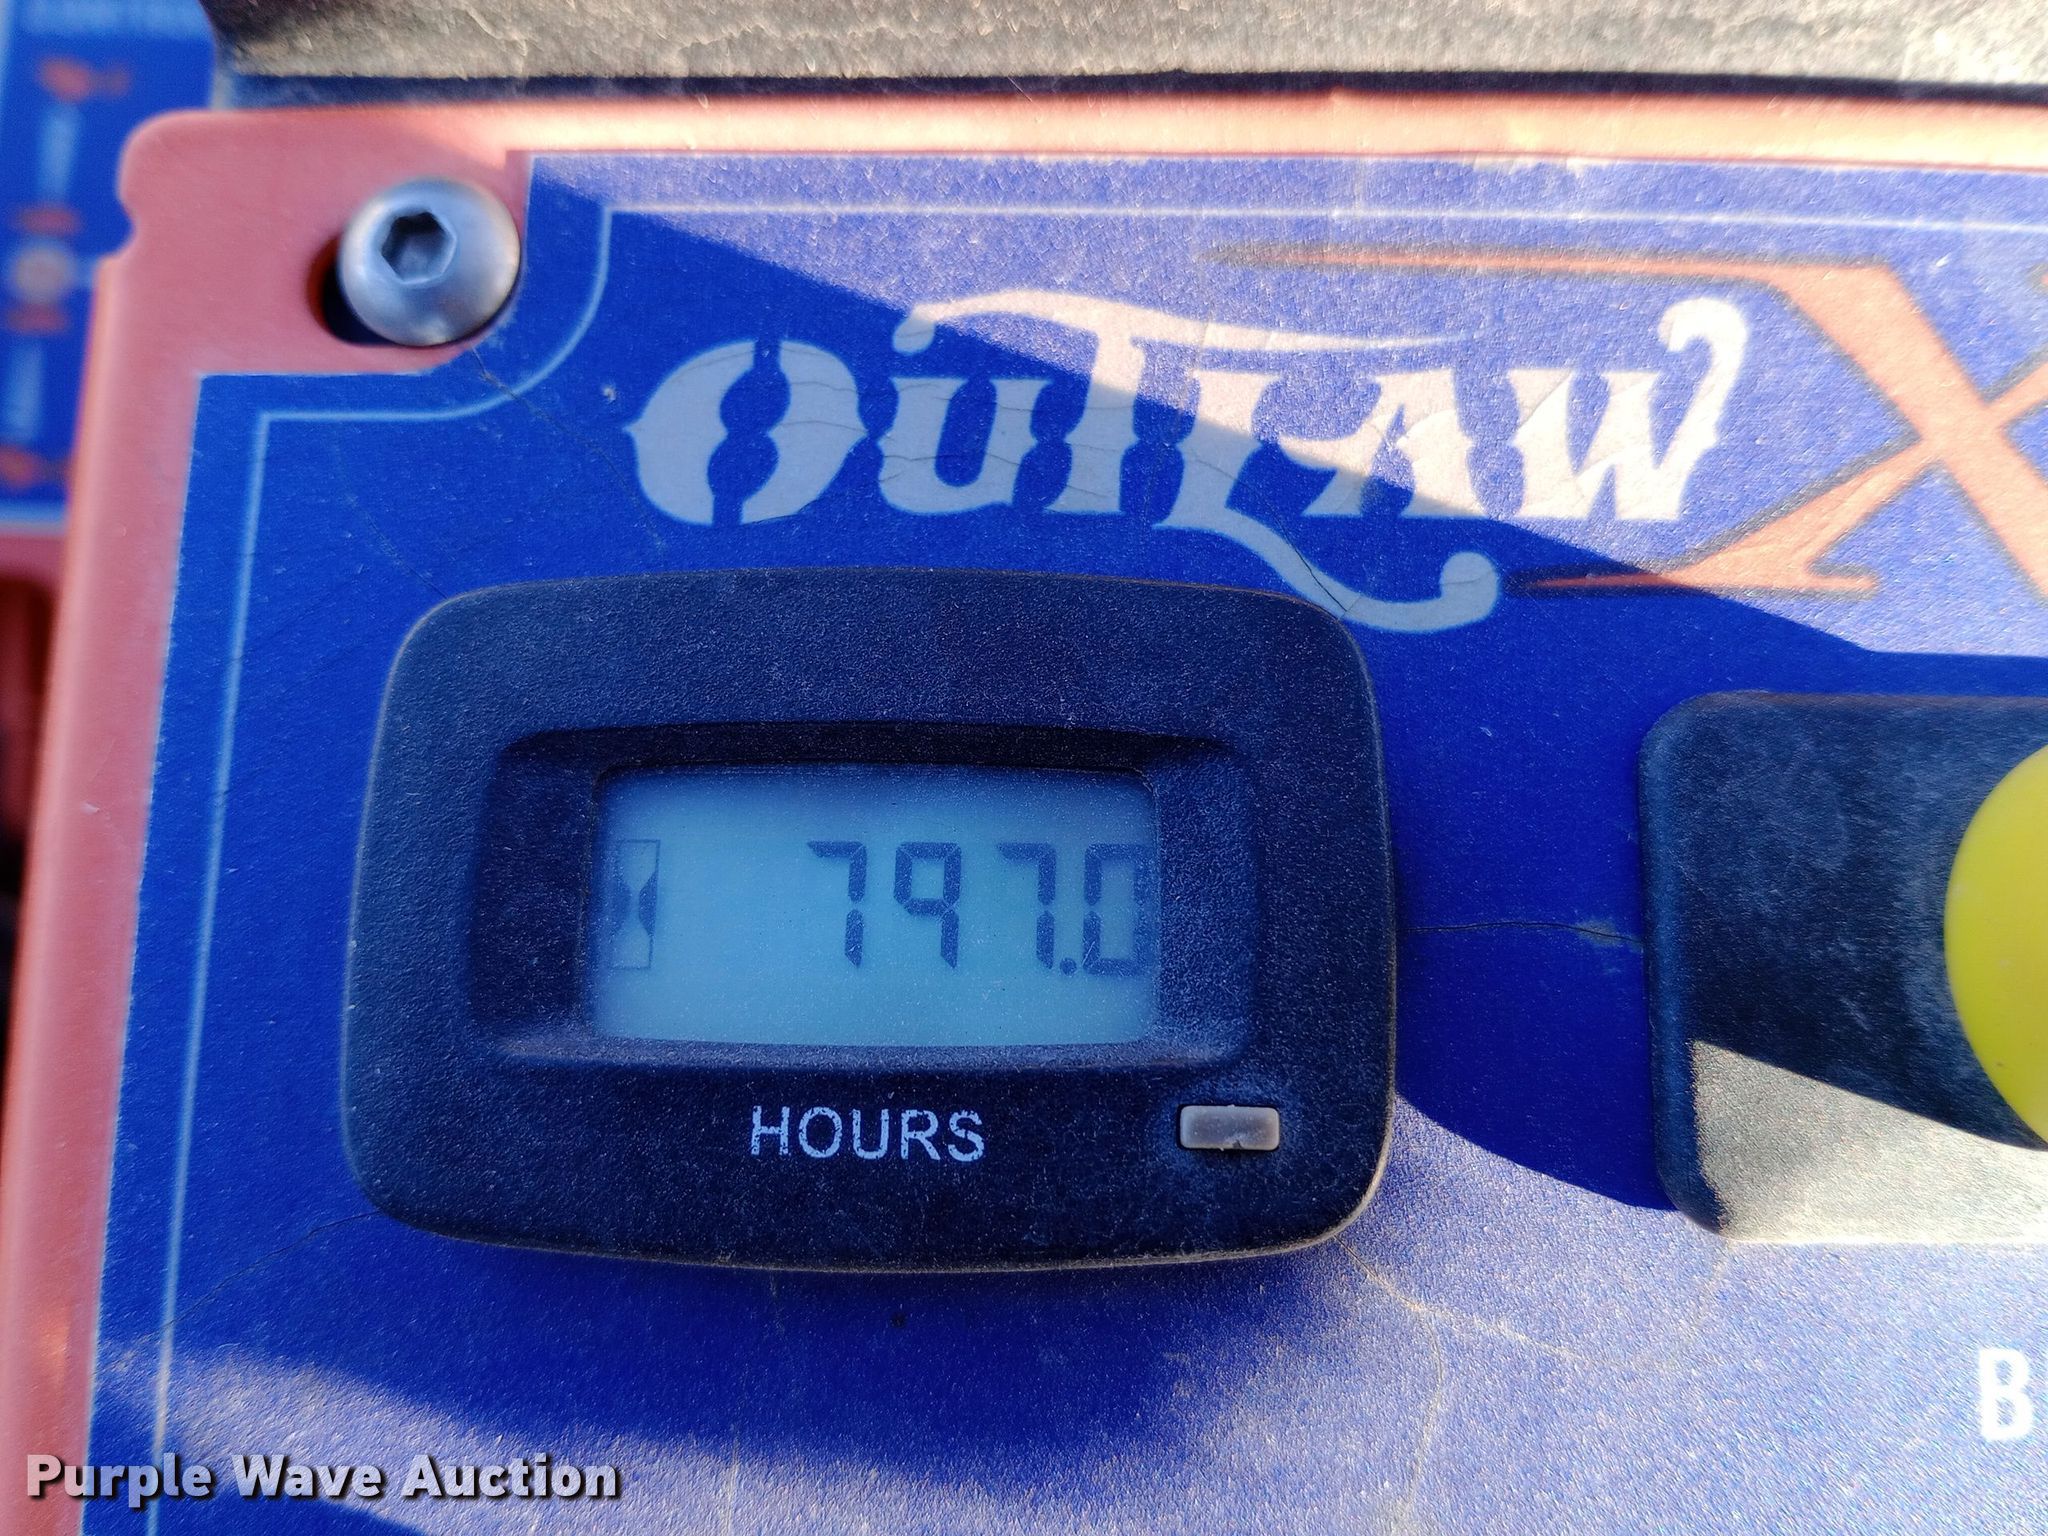 OUTLAW X
797.0
HOURS
B
Purple Wave Auction